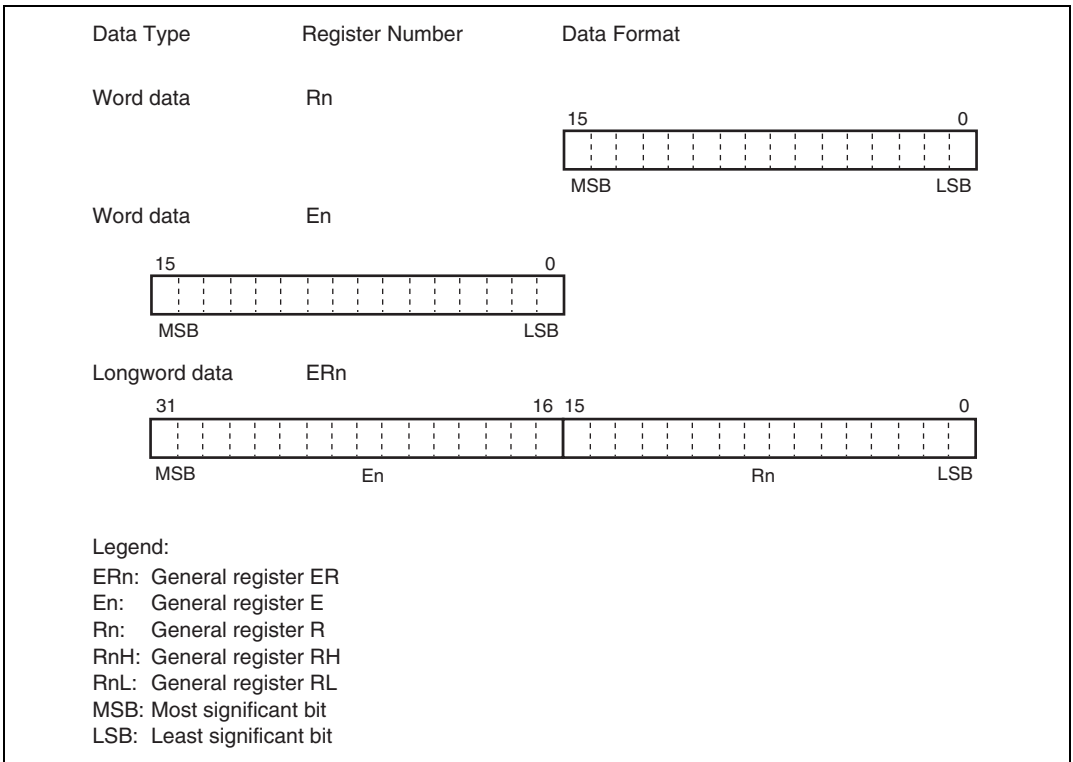 Data Type Register Number Data Format
Word data Rn
15 0
MSB LSB
Word data En
15 0
MSB LSB
Longword data ERn
31 16 15 0
MSB En Rn LSB
Legend:
ERn: General register ER
En: General register E
Rn: General register R
RnH: General register RH
RnL: General register RL
MSB: Most significant bit
LSB: Least significant bit